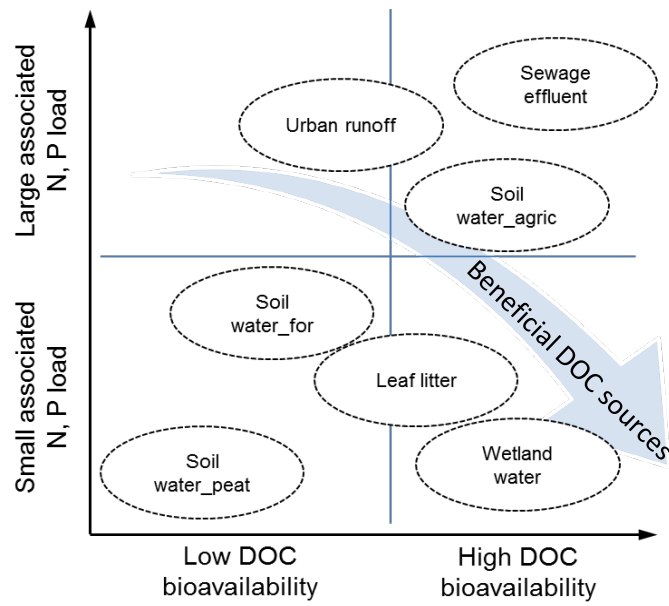 Large associated
N, P load
Small associated
N, P load
Sewage
effluent
Urban runoff
Soil
water_agric
Soil
water_for
Leaf litter
Soil
water_peat
Wetland
water
Beneficial DOC sources
Low DOC
bioavailability
High DOC
bioavailability